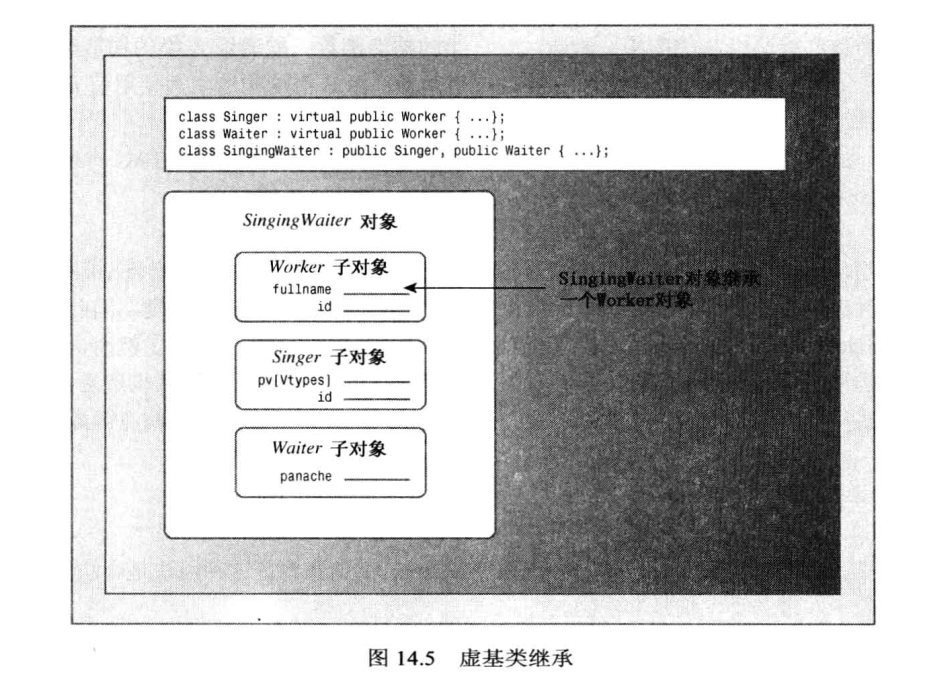 class Singer : virtual public Worker { ...};
class Waiter : virtual public Worker { ...};
class SingingWaiter : public Singer, public Waiter { ...};
SingingWaiter 对象
Worker 子对象
fullname
id
SingingWaiter对象继承
一个Worker对象
Singer 子对象
pv[Vtypes]
id
Waiter 子对象
panache
图 14.5 虚基类继承